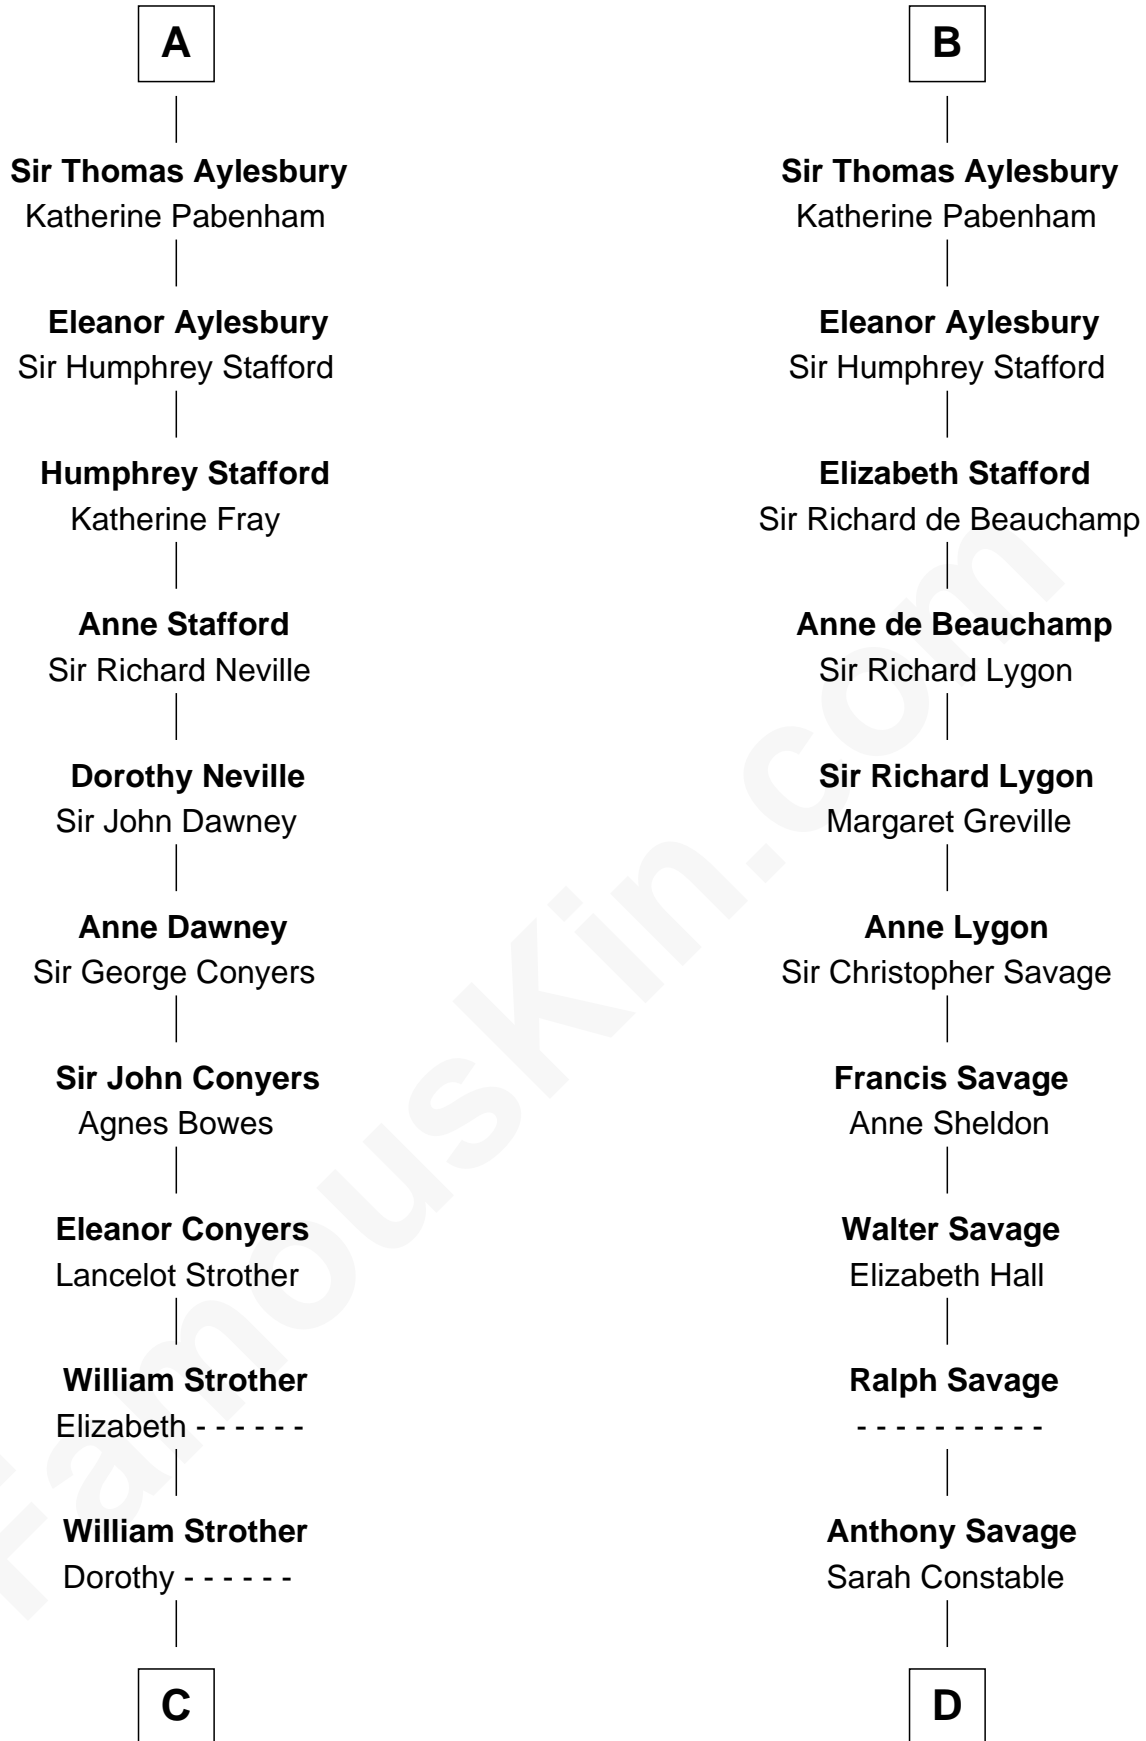 A
Sir Thomas Aylesbury
Katherine Pabenham
Eleanor Aylesbury
Sir Humphrey Stafford
Humphrey Stafford
Katherine Fray
Anne Stafford
Sir Richard Neville
Dorothy Neville
Sir John Dawney
Anne Dawney
Sir George Conyers
Sir John Conyers
Agnes Bowes
Eleanor Conyers
Lancelot Strother
William Strother
Elizabeth - - - - - -
William Strother
Dorothy - - - - - -
C
B
Sir Thomas Aylesbury
Katherine Pabenham
Eleanor Aylesbury
Sir Humphrey Stafford
Elizabeth Stafford
Sir Richard de Beauchamp
Anne de Beauchamp
Sir Richard Lygon
Sir Richard Lygon
Margaret Greville
Anne Lygon
Sir Christopher Savage
Francis Savage
Anne Sheldon
Walter Savage
Elizabeth Hall
Ralph Savage
- - - - - - - - - -
Anthony Savage
Sarah Constable
D
FamousKin.com